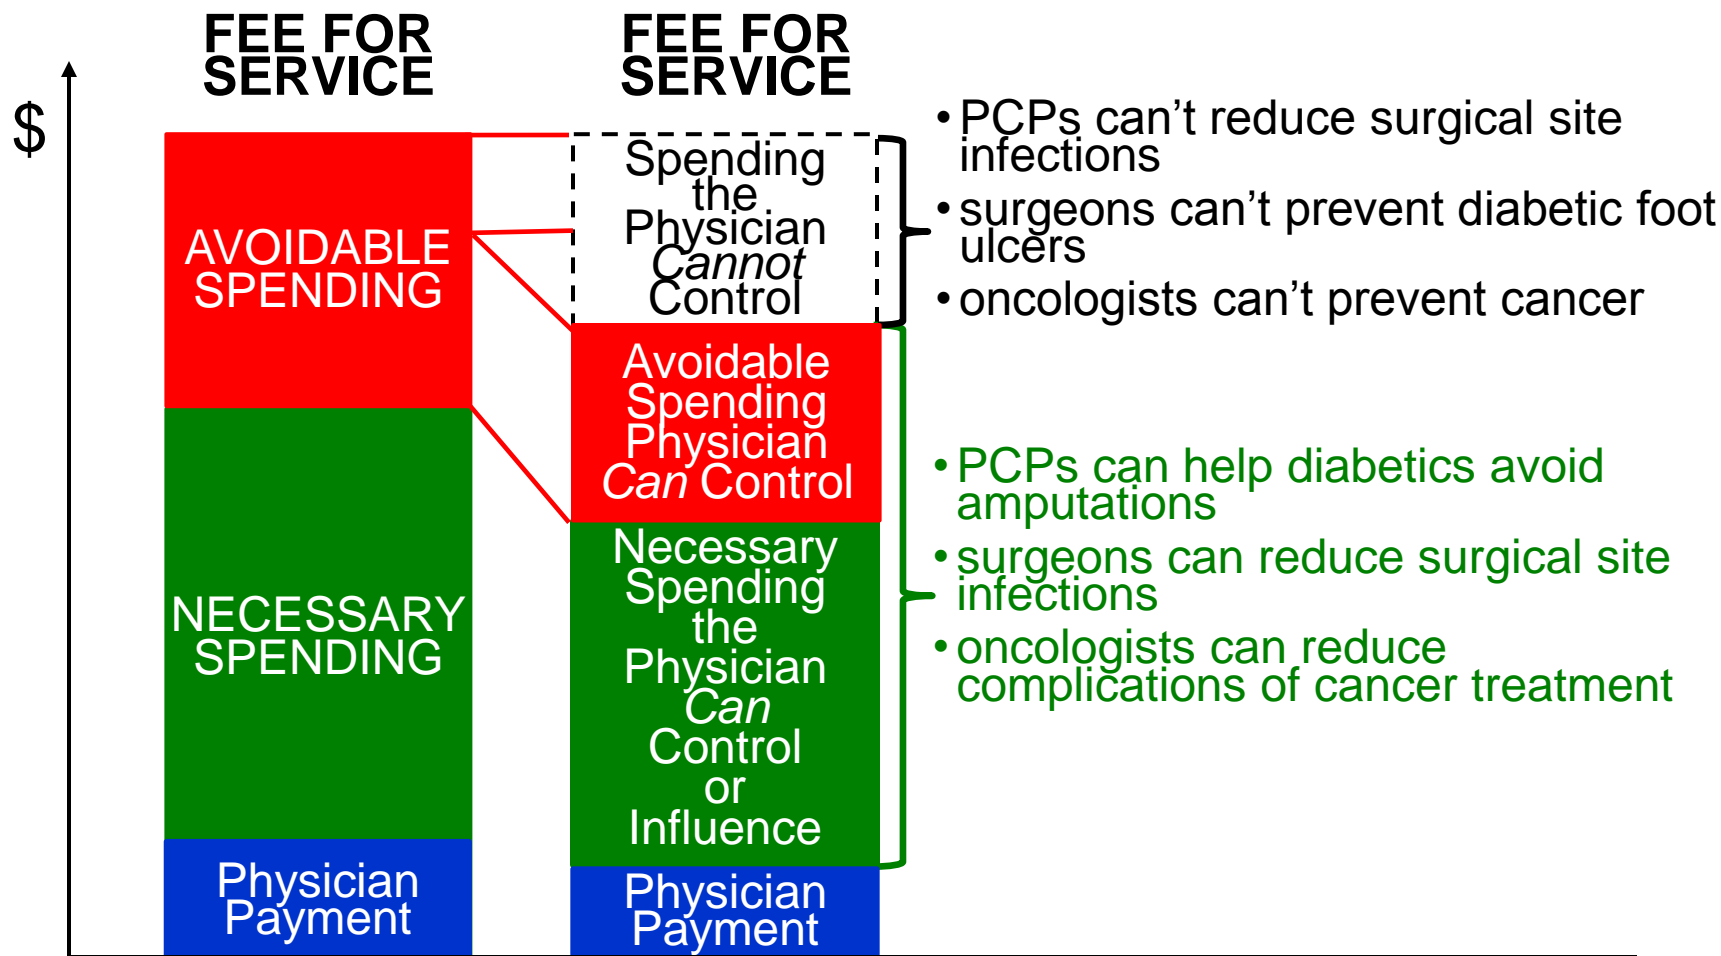 FEE FOR
SERVICE
FEE FOR
SERVICE
$
AVOIDABLE
SPENDING
NECESSARY
SPENDING
Physician
Payment
Spending
the
Physician
Cannot
Control
Avoidable
Spending
Physician
Can Control
Necessary
Spending
the
Physician
Can
Control
or
Influence
Physician
Payment
• PCPs can’t reduce surgical site
infections
• surgeons can’t prevent diabetic foot
ulcers
• oncologists can’t prevent cancer
• PCPs can help diabetics avoid
amputations
• surgeons can reduce surgical site
infections
• oncologists can reduce
complications of cancer treatment